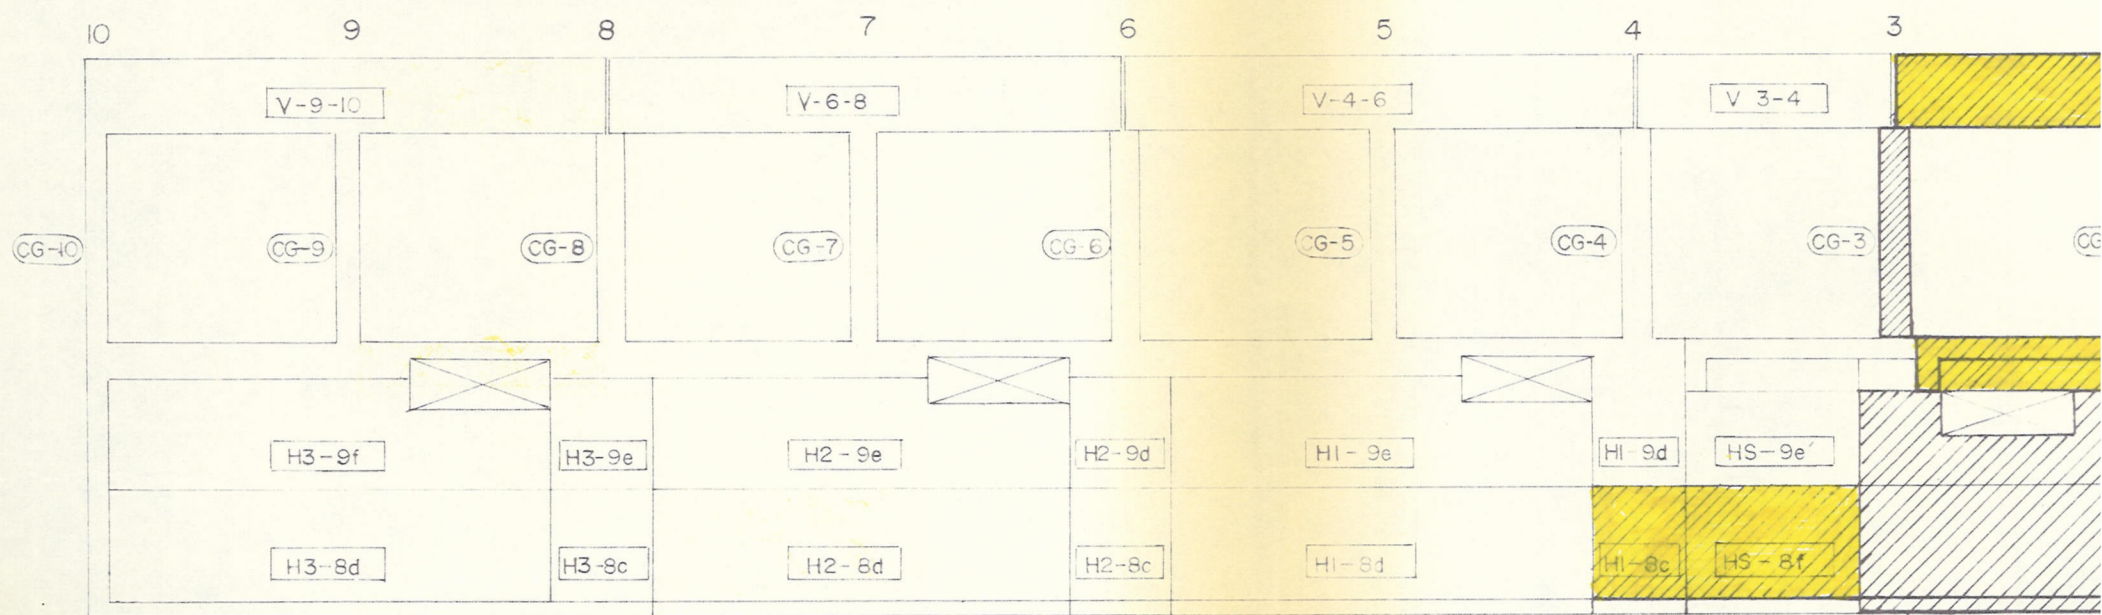 10 9 8 7 6 5 4 3
V-9-10 V-6-8 V-4-6 V 3-4
CG-10 CG-9 CG-8 CG-7 CG-6 CG-5 CG-4 CG-3 CG
H3-9f H3-9e H2-9e H2-9d H1-9e H1-9d HS-9e'
H3-8d H3-8c H2-8d H2-8c H1-8d H1-8c HS-8f